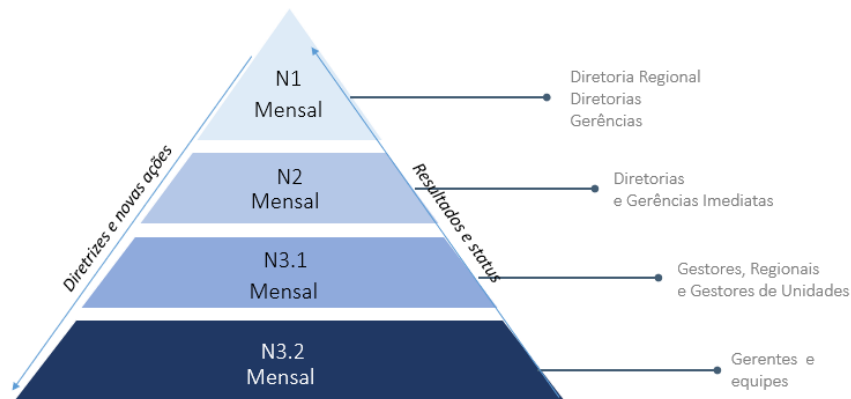 N1
Mensal
Diretoria Regional
Diretorias
Gerências
Diretrizes e novas ações
Resultados e status
N2
Mensal
Diretorias
e Gerências Imediatas
N3.1
Mensal
Gestores, Regionais
e Gestores de Unidades
N3.2
Mensal
Gerentes e
equipes